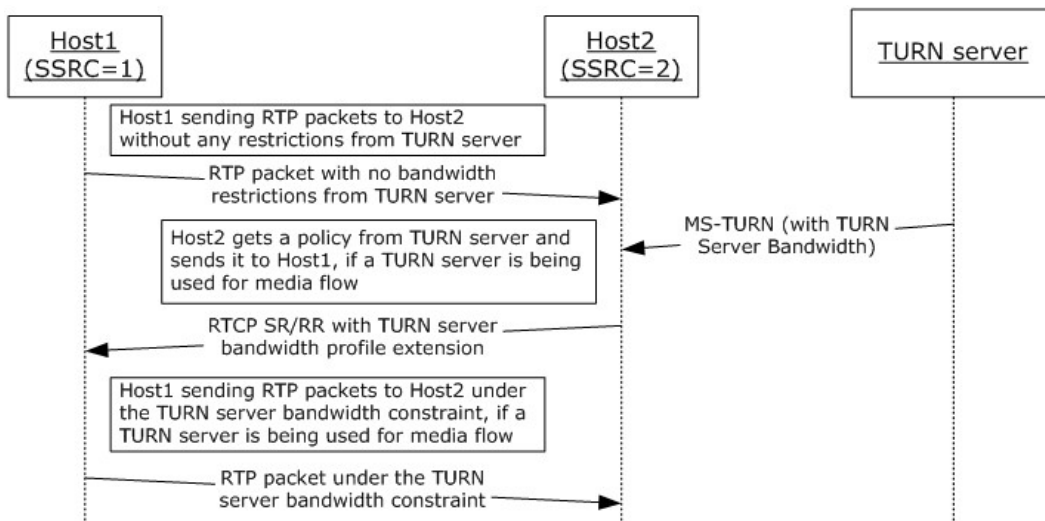 Host1
(SSRC=1)
Host2
(SSRC=2)
TURN server
Host1 sending RTP packets to Host2
without any restrictions from TURN server
RTP packet with no bandwidth
restrictions from TURN server
MS-TURN (with TURN
Server Bandwidth)
Host2 gets a policy from TURN server and
sends it to Host1, if a TURN server is being
used for media flow
RTCP SR/RR with TURN server
bandwidth profile extension
Host1 sending RTP packets to Host2 under
the TURN server bandwidth constraint, if a
TURN server is being used for media flow
RTP packet under the TURN
server bandwidth constraint